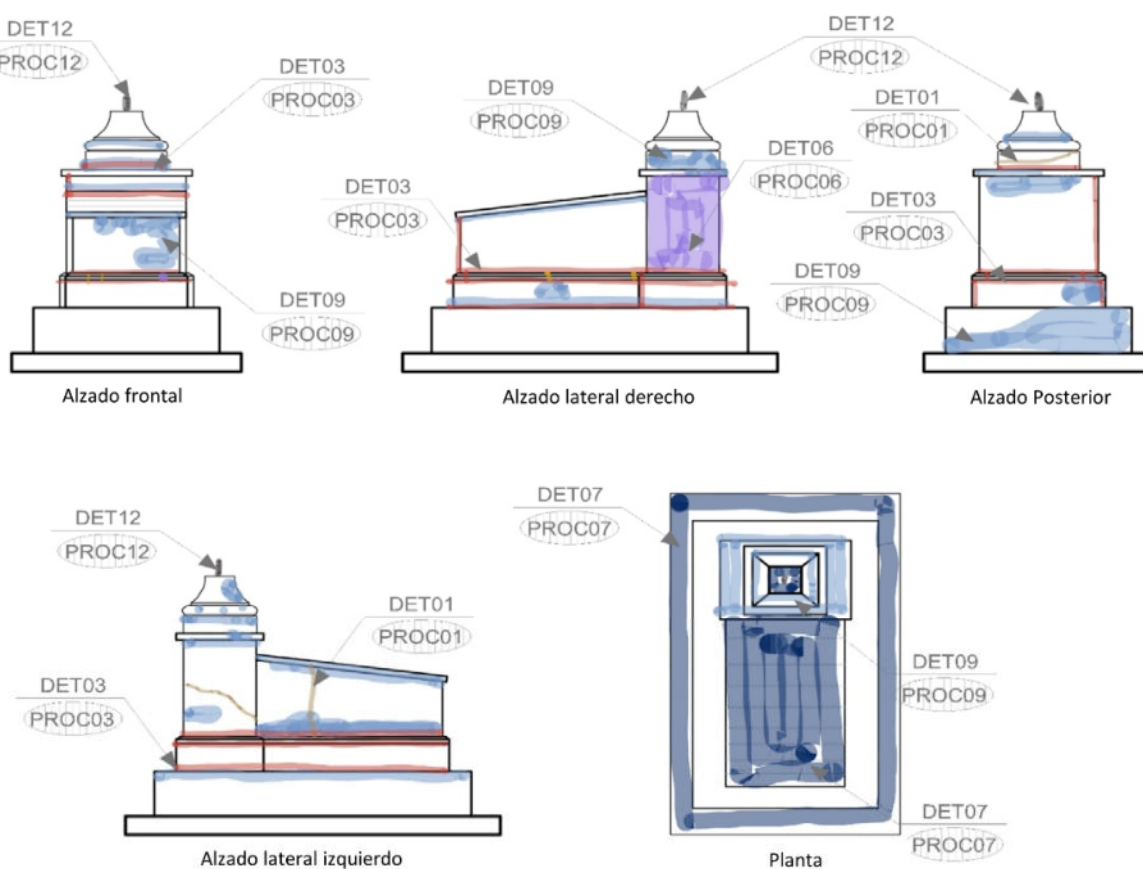 DET12
PROC12
DET03
PROC03
DET09
PROC09
Alzado frontal
DET09
PROC09
DET03
PROC03
DET06
PROC06
Alzado lateral derecho
DET12
PROC12
DET01
PROC01
DET03
PROC03
DET09
PROC09
Alzado Posterior
DET12
PROC12
DET01
PROC01
DET03
PROC03
Alzado lateral izquierdo
DET07
PROC07
DET09
PROC09
DET07
PROC07
Planta